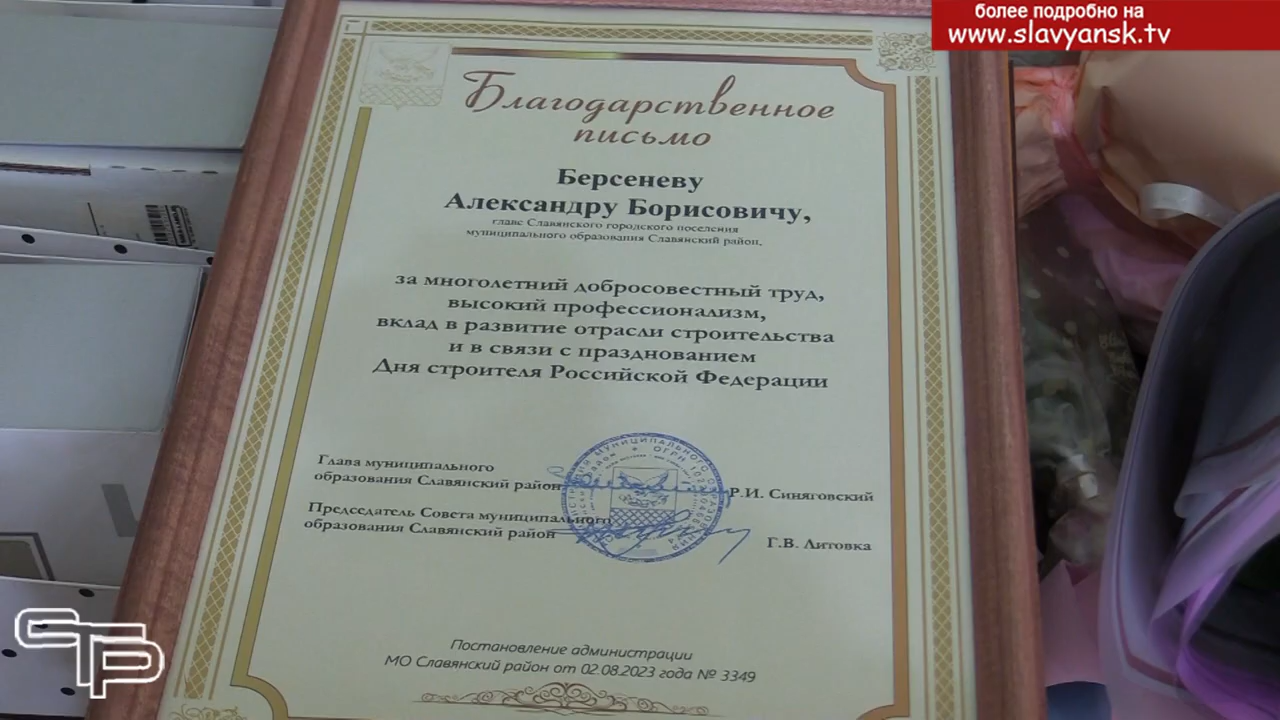 более подробно на
www.slavyansk.tv
Благодарственное
письмо
Берсеневу
Александру Борисовичу,
главе Славянского городского поселения
муниципального образования Славянский район,
за многолетний добросовестный труд,
высокий профессионализм,
вклад в развитие отрасли строительства
и в связи с празднованием
Дня строителя Российской Федерации
Глава муниципального
образования Славянский район
Р.И. Синяговский
Председатель Совета муниципального
образования Славянский район
Г.В. Литовка
Постановление администрации
МО Славянский район от 02.08.2023 года № 3349
СТР